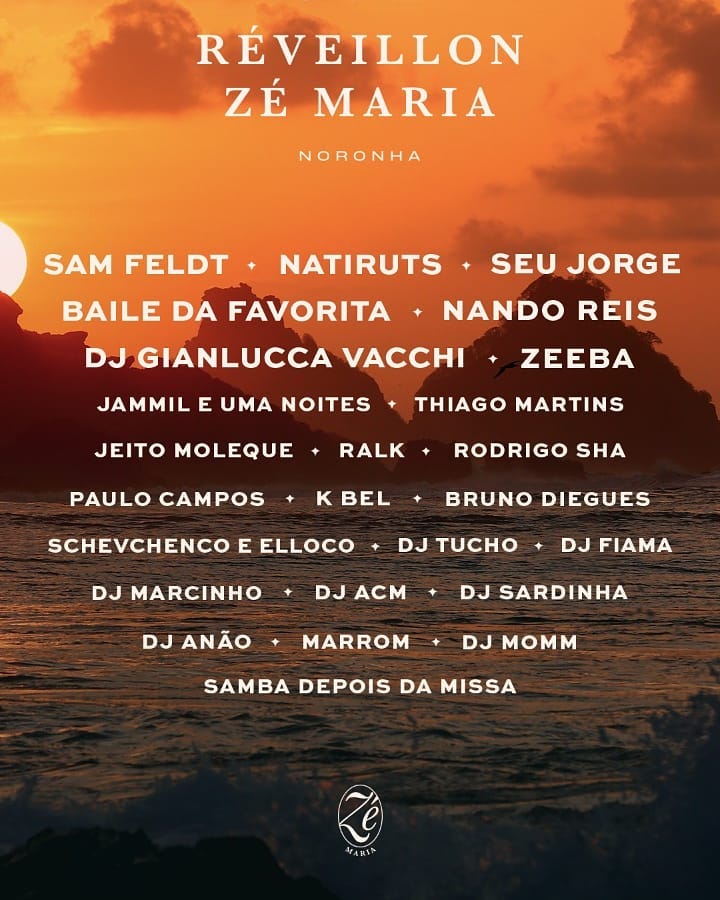 RÉVEILLON
ZÉ MARIA
NORONHA
SAM FELDT ✦ NATIRUTS ✦ SEU JORGE
BAILE DA FAVORITA ✦ NANDO REIS
DJ GIANLUCCA VACCHI ✦ ZEEBA
JAMMIL E UMA NOITES ✦ THIAGO MARTINS
JEITO MOLEQUE ✦ RALK ✦ RODRIGO SHA
PAULO CAMPOS ✦ K BEL ✦ BRUNO DIEGUES
SCHEVCHENCO E ELLOCO ✦ DJ TUCHO ✦ DJ FIAMA
DJ MARCINHO ✦ DJ ACM ✦ DJ SARDINHA
DJ ANÃO ✦ MARROM ✦ DJ MOMM
SAMBA DEPOIS DA MISSA
Zé
MARIA